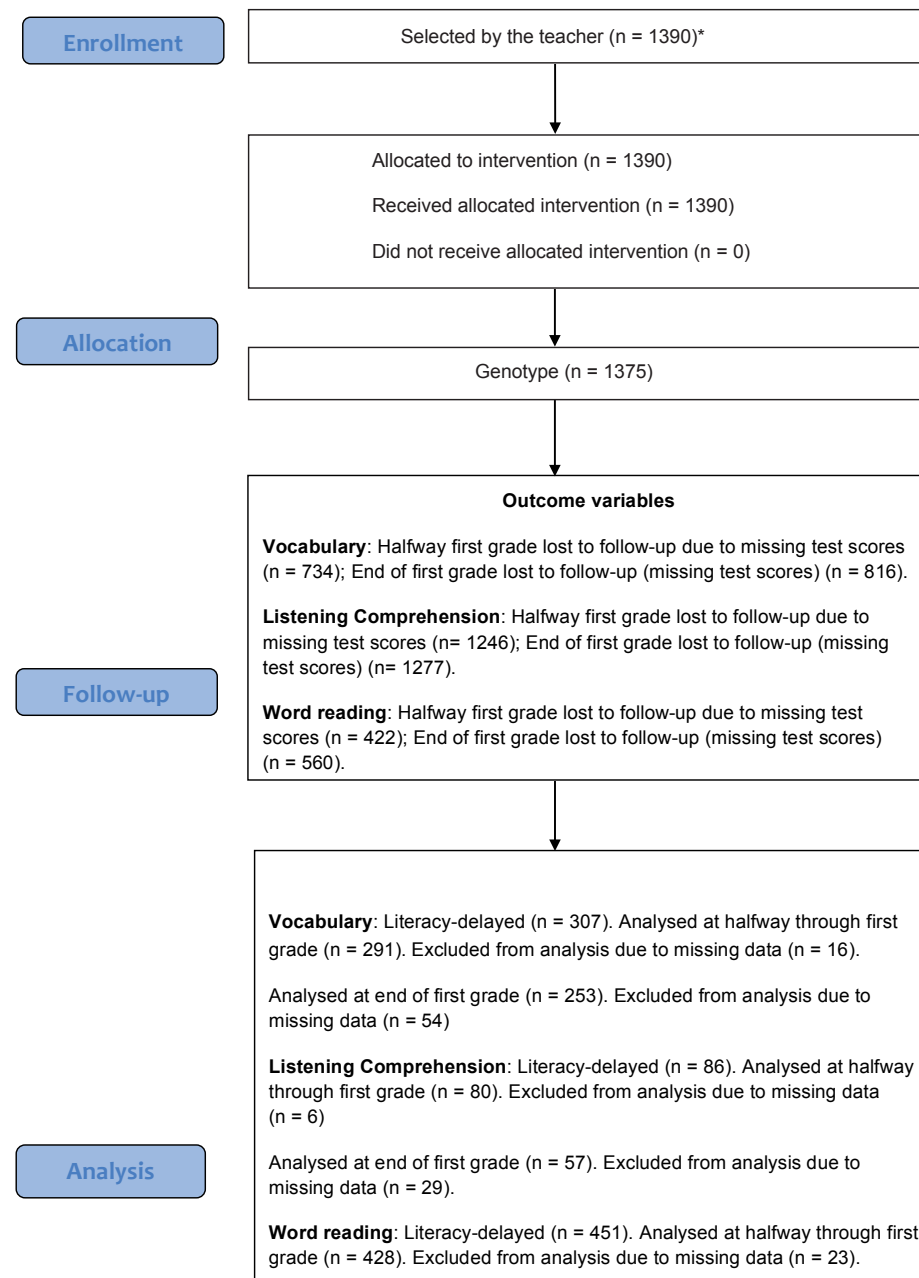 Enrollment
Selected by the teacher (n = 1390)*
Allocated to intervention (n = 1390)
Received allocated intervention (n = 1390)
Did not receive allocated intervention (n = 0)
Allocation
Genotype (n = 1375)
Outcome variables
Vocabulary: Halfway first grade lost to follow-up due to missing test scores
(n = 734); End of first grade lost to follow-up (missing test scores) (n = 816).
Listening Comprehension: Halfway first grade lost to follow-up due to
missing test scores (n= 1246); End of first grade lost to follow-up (missing
test scores) (n= 1277).
Follow-up
Word reading: Halfway first grade lost to follow-up due to missing test
scores (n = 422); End of first grade lost to follow-up (missing test scores)
(n = 560).
Vocabulary: Literacy-delayed (n = 307). Analysed at halfway through first
grade (n = 291). Excluded from analysis due to missing data (n = 16).
Analysed at end of first grade (n = 253). Excluded from analysis due to
missing data (n = 54)
Listening Comprehension: Literacy-delayed (n = 86). Analysed at halfway
through first grade (n = 80). Excluded from analysis due to missing data
(n = 6)
Analysis
Analysed at end of first grade (n = 57). Excluded from analysis due to
missing data (n = 29).
Word reading: Literacy-delayed (n = 451). Analysed at halfway through first
grade (n = 428). Excluded from analysis due to missing data (n = 23).